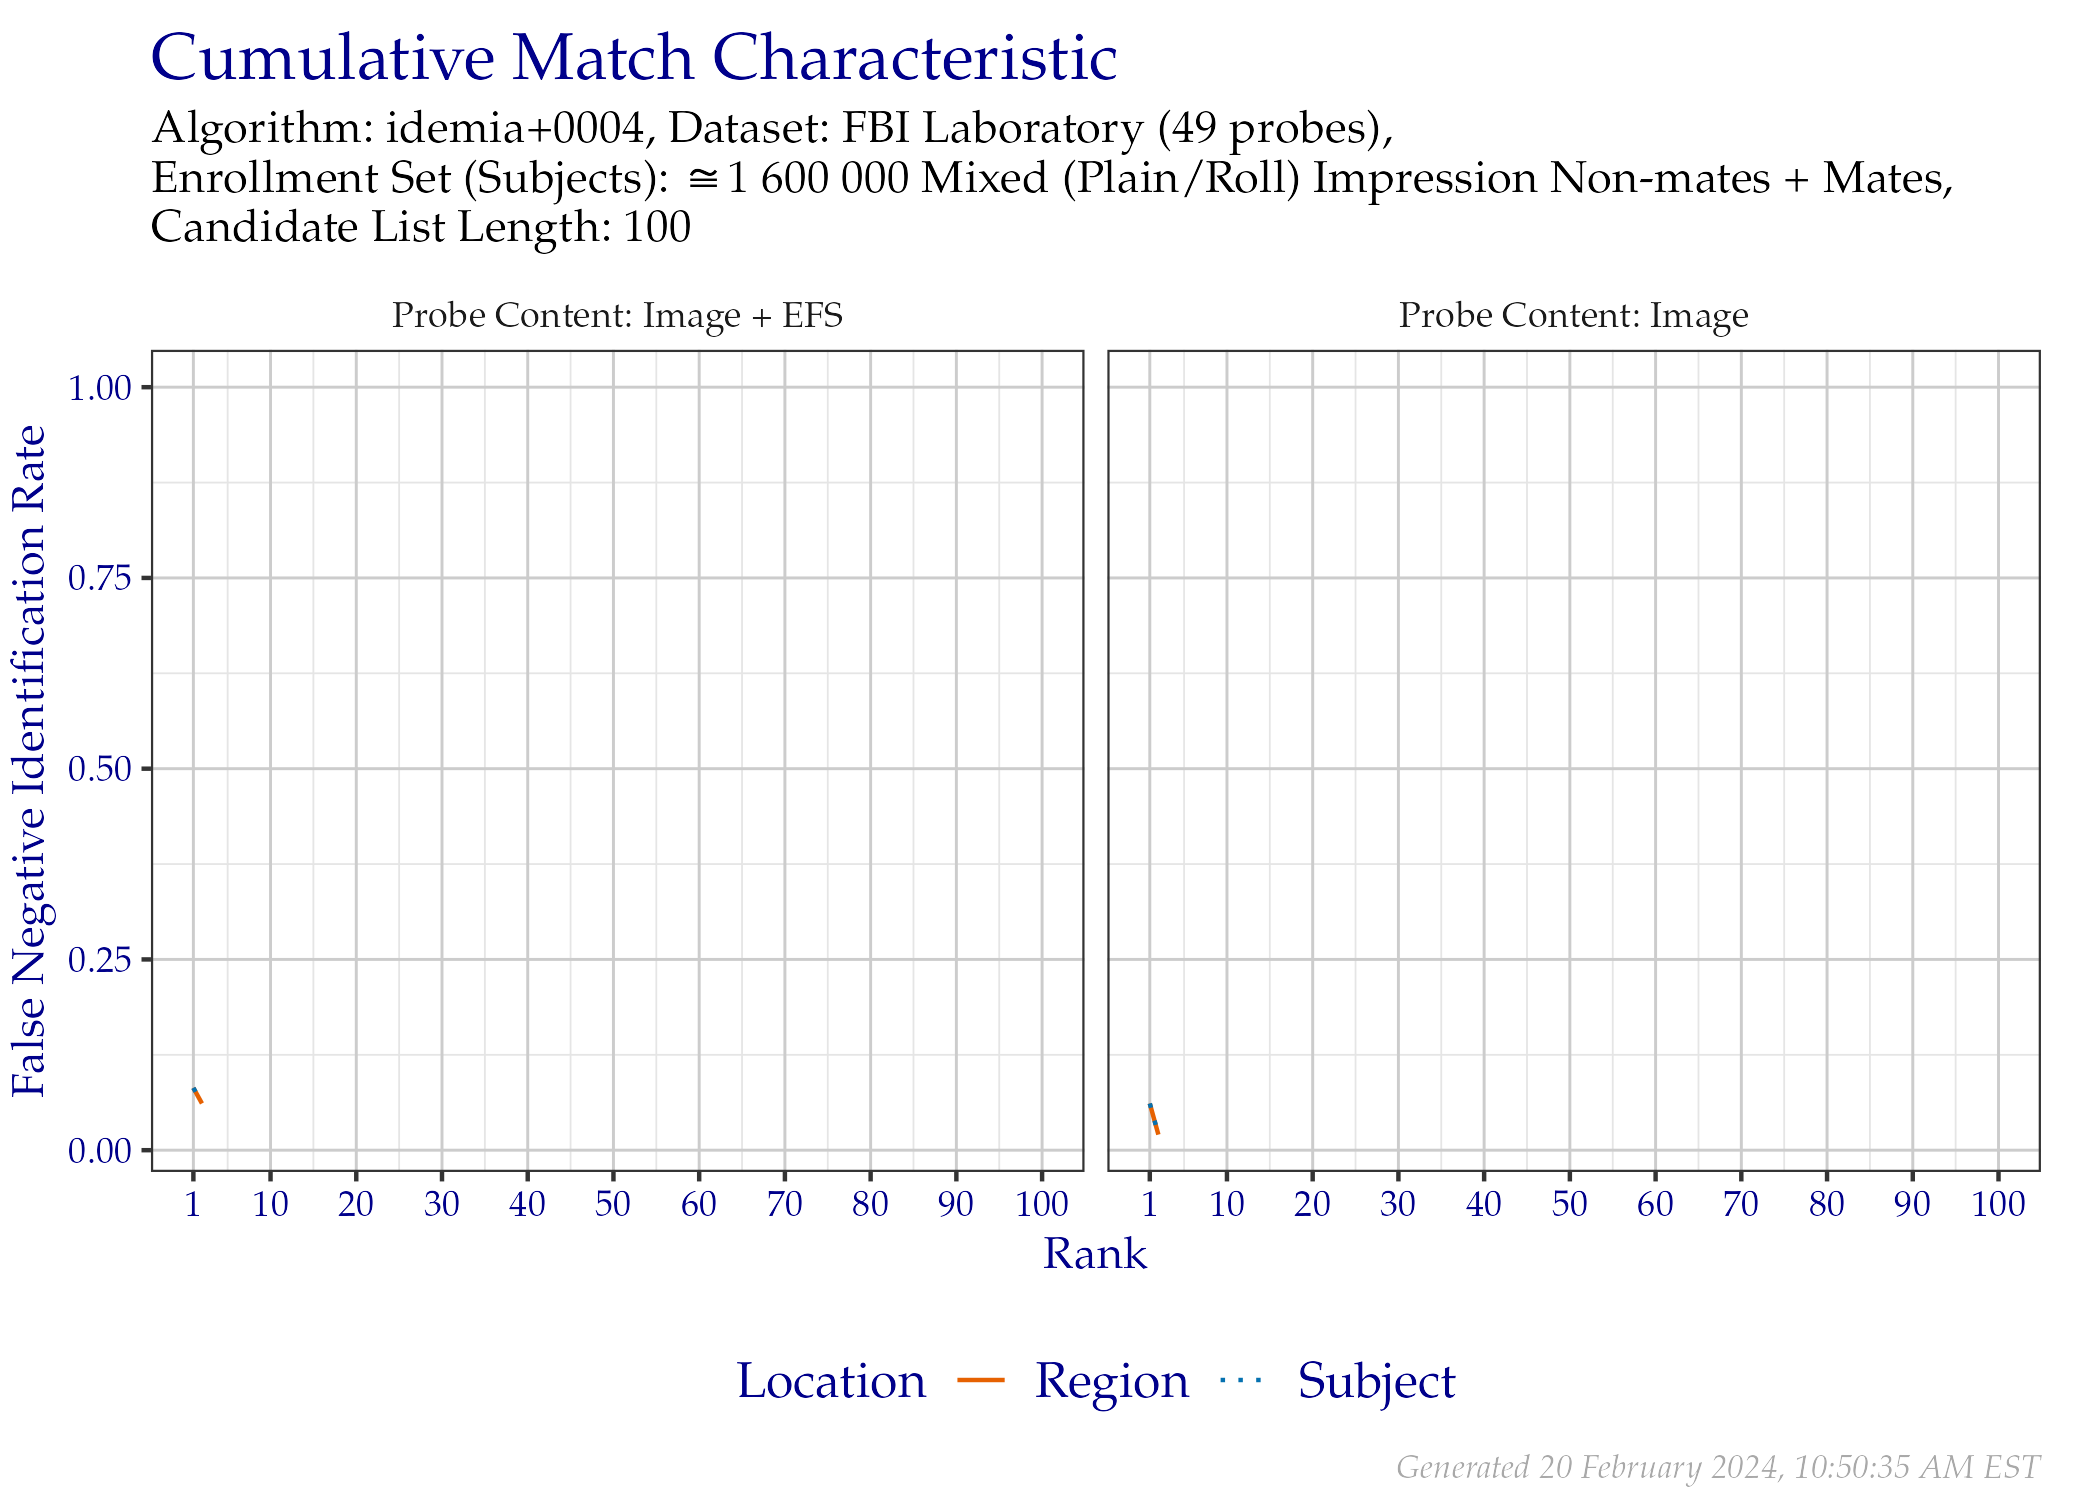 Cumulative Match Characteristic
Algorithm: idemia+0004, Dataset: FBI Laboratory (49 probes),
Enrollment Set (Subjects): ≅1 600 000 Mixed (Plain/Roll) Impression Non-mates + Mates,
Candidate List Length: 100
Probe Content: Image + EFS
Probe Content: Image
False Negative Identification Rate
1.00
0.75
0.50
0.25
0.00
1 10 20 30 40 50 60 70 80 90 100
1 10 20 30 40 50 60 70 80 90 100
Rank
Location Region Subject
Generated 20 February 2024, 10:50:35 AM EST